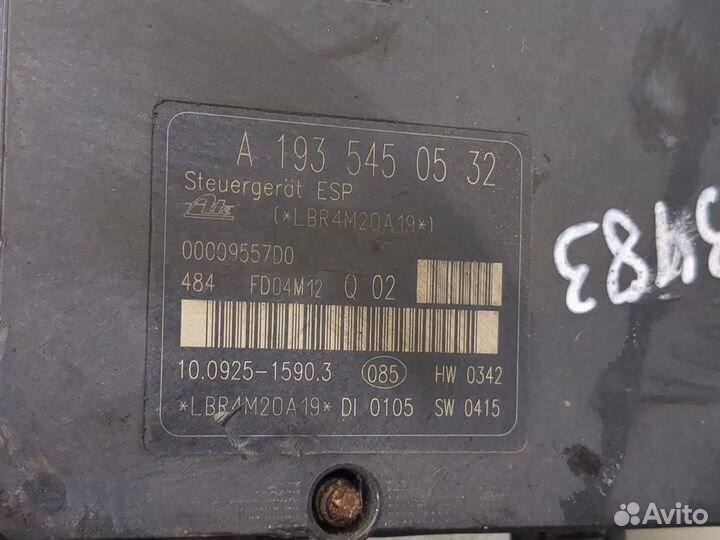 A 193 545 05 32
Steuergerät ESP
Ate (*LBR4M20A19*)
00009557D0
484 FD04M12 Q 02
10.0925-1590.3 085 HW 0342
*LBR4M20A19* DI 0105 SW 0415
Avito